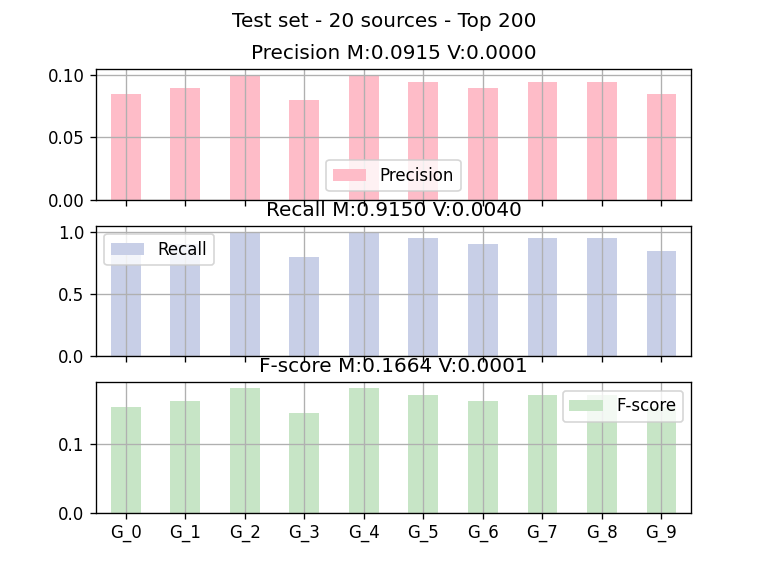 Test set - 20 sources - Top 200
Precision M:0.0915 V:0.0000
0.10
0.05
0.00
Precision
Recall M:0.9150 V:0.0040
1.0
0.5
0.0
Recall
F-score M:0.1664 V:0.0001
0.1
0.0
F-score
G_0 G_1 G_2 G_3 G_4 G_5 G_6 G_7 G_8 G_9